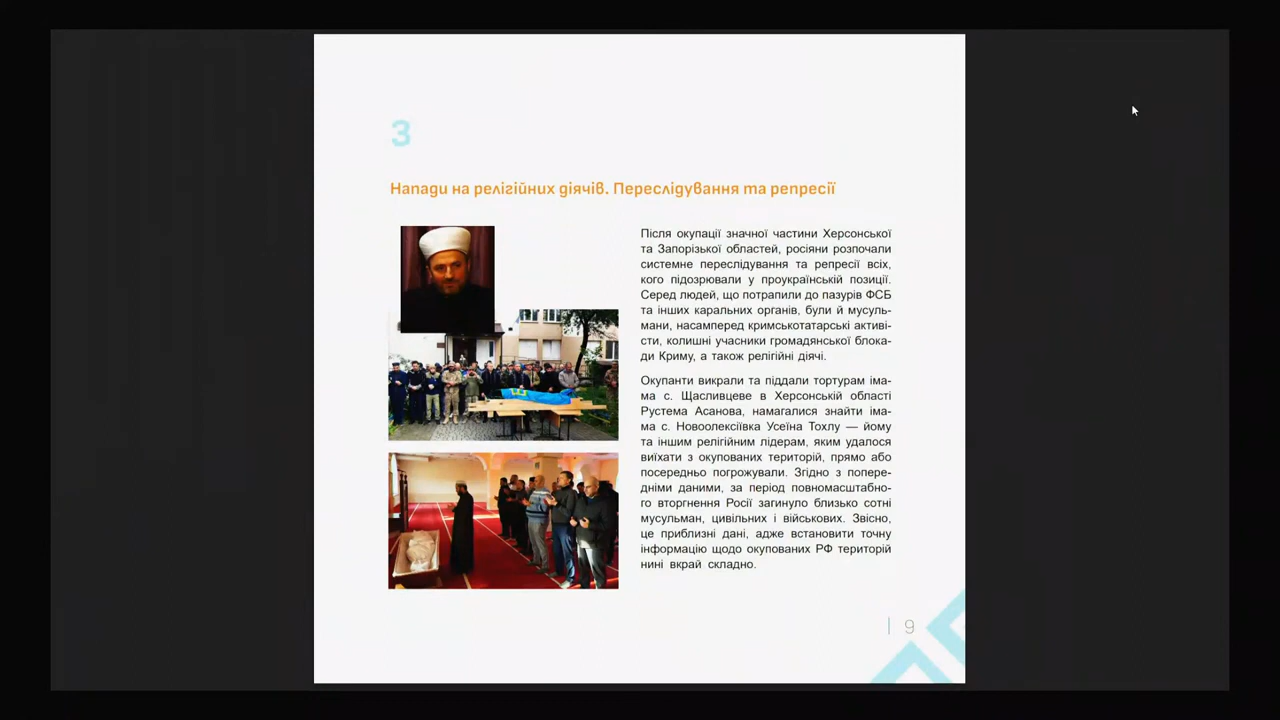 3
Напади на релігійних діячів. Переслідування та репресії
Після окупації значної частини Херсонської
та Запорізької областей, росіяни розпочали
системне переслідування та репресії всіх,
кого підозрювали у проукраїнській позиції.
Серед людей, що потрапили до пазурів ФСБ
та інших каральних органів, були й мусуль-
мани, насамперед кримськотатарські активі-
сти, колишні учасники громадянської блока-
ди Криму, а також релігійні діячі.
Окупанти викрали та піддали тортурам іма-
ма с. Щасливцеве в Херсонській області
Рустема Асанова, намагалися знайти іма-
ма с. Новоолексіївка Усеїна Тохлу — йому
та іншим релігійним лідерам, яким удалося
виїхати з окупованих територій, прямо або
посередньо погрожували. Згідно з попере-
дніми даними, за період повномасштабно-
го вторгнення Росії загинуло близько сотні
мусульман, цивільних і військових. Звісно,
це приблизні дані, адже встановити точну
інформацію щодо окупованих РФ територій
нині вкрай складно.
9